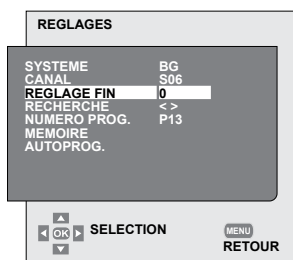 REGLAGES
SYSTEME BG
CANAL S06
REGLAGE FIN 0
RECHERCHE < >
NUMERO PROG. P13
MEMOIRE
AUTOPROG.
OK SELECTION MENU
RETOUR